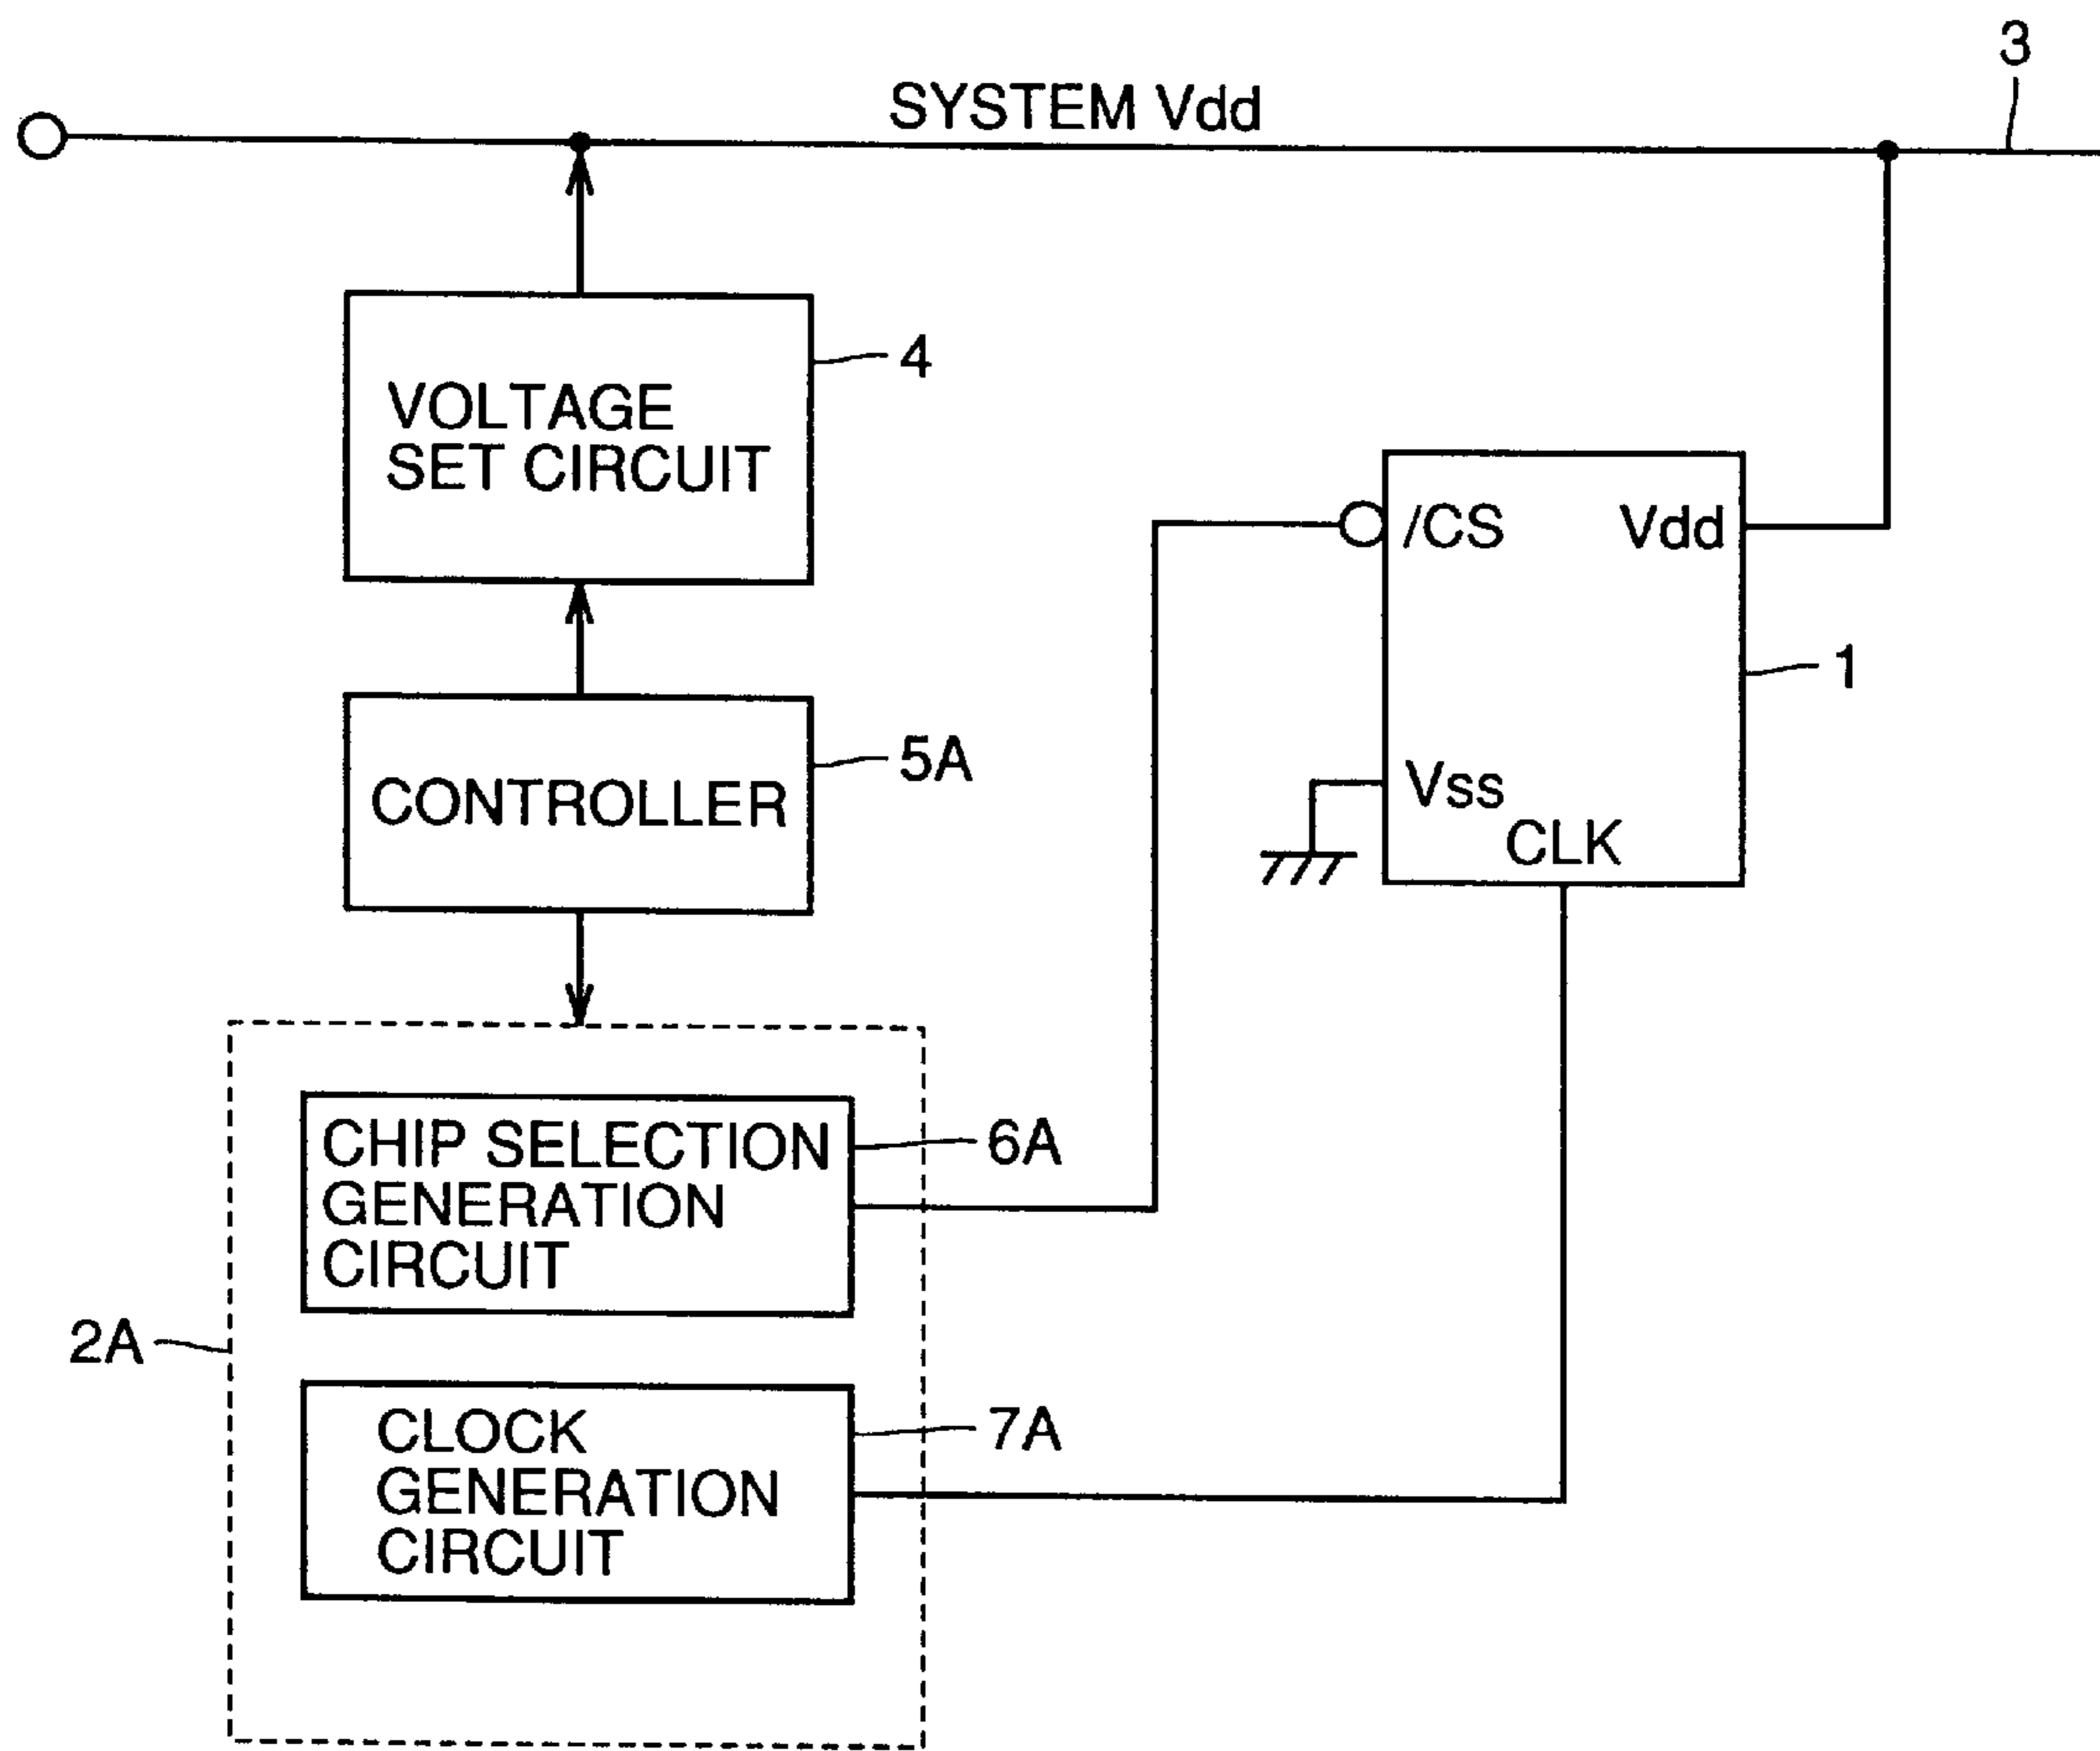 3
SYSTEM Vdd
4
VOLTAGE
SET CIRCUIT
/CS
Vdd
1
5A
CONTROLLER
Vss
CLK
6A
CHIP SELECTION
GENERATION
CIRCUIT
2A
7A
CLOCK
GENERATION
CIRCUIT